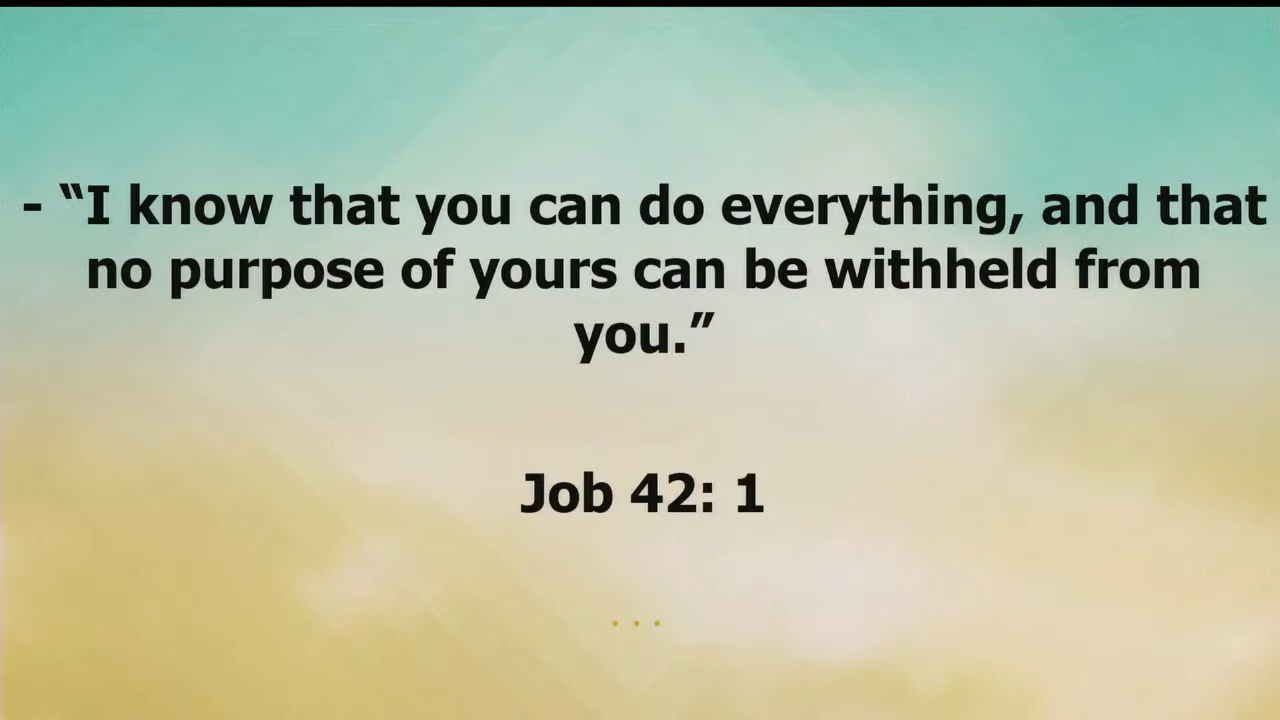 - “I know that you can do everything, and that
no purpose of yours can be withheld from
you.”
Job 42: 1
...